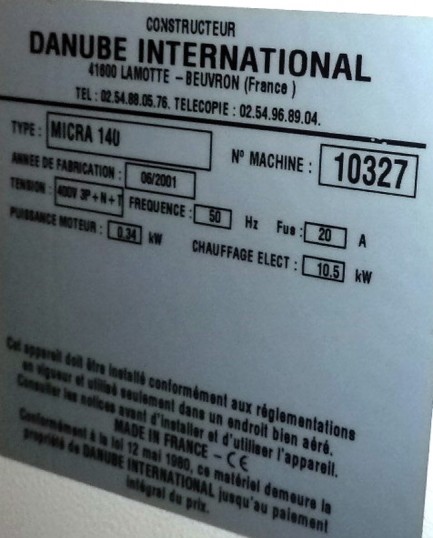 CONSTRUCTEUR
DANUBE INTERNATIONAL
41600 LAMOTTE - BEUVRON (France)
TEL : 02.54.88.05.76. TELECOPIE : 02.54.96.89.04.
TYPE : MICRA 140
N° MACHINE : 10327
ANNEE DE FABRICATION : 06/2001
TENSION : 400V 3P+N+T FREQUENCE : 50 Hz Fus : 20 A
PUISSANCE MOTEUR : 0.34 kW CHAUFFAGE ELECT : 10.5 kW
Cet appareil doit être installé conformément aux réglementations
en vigueur et utilisé seulement dans un endroit bien aéré.
Consulter les notices avant d'installer et d'utiliser l'appareil.
MADE IN FRANCE - CE
Conformément à la loi 12 mai 1980, ce matériel demeure la
propriété de DANUBE INTERNATIONAL jusqu'au paiement
intégral du prix.